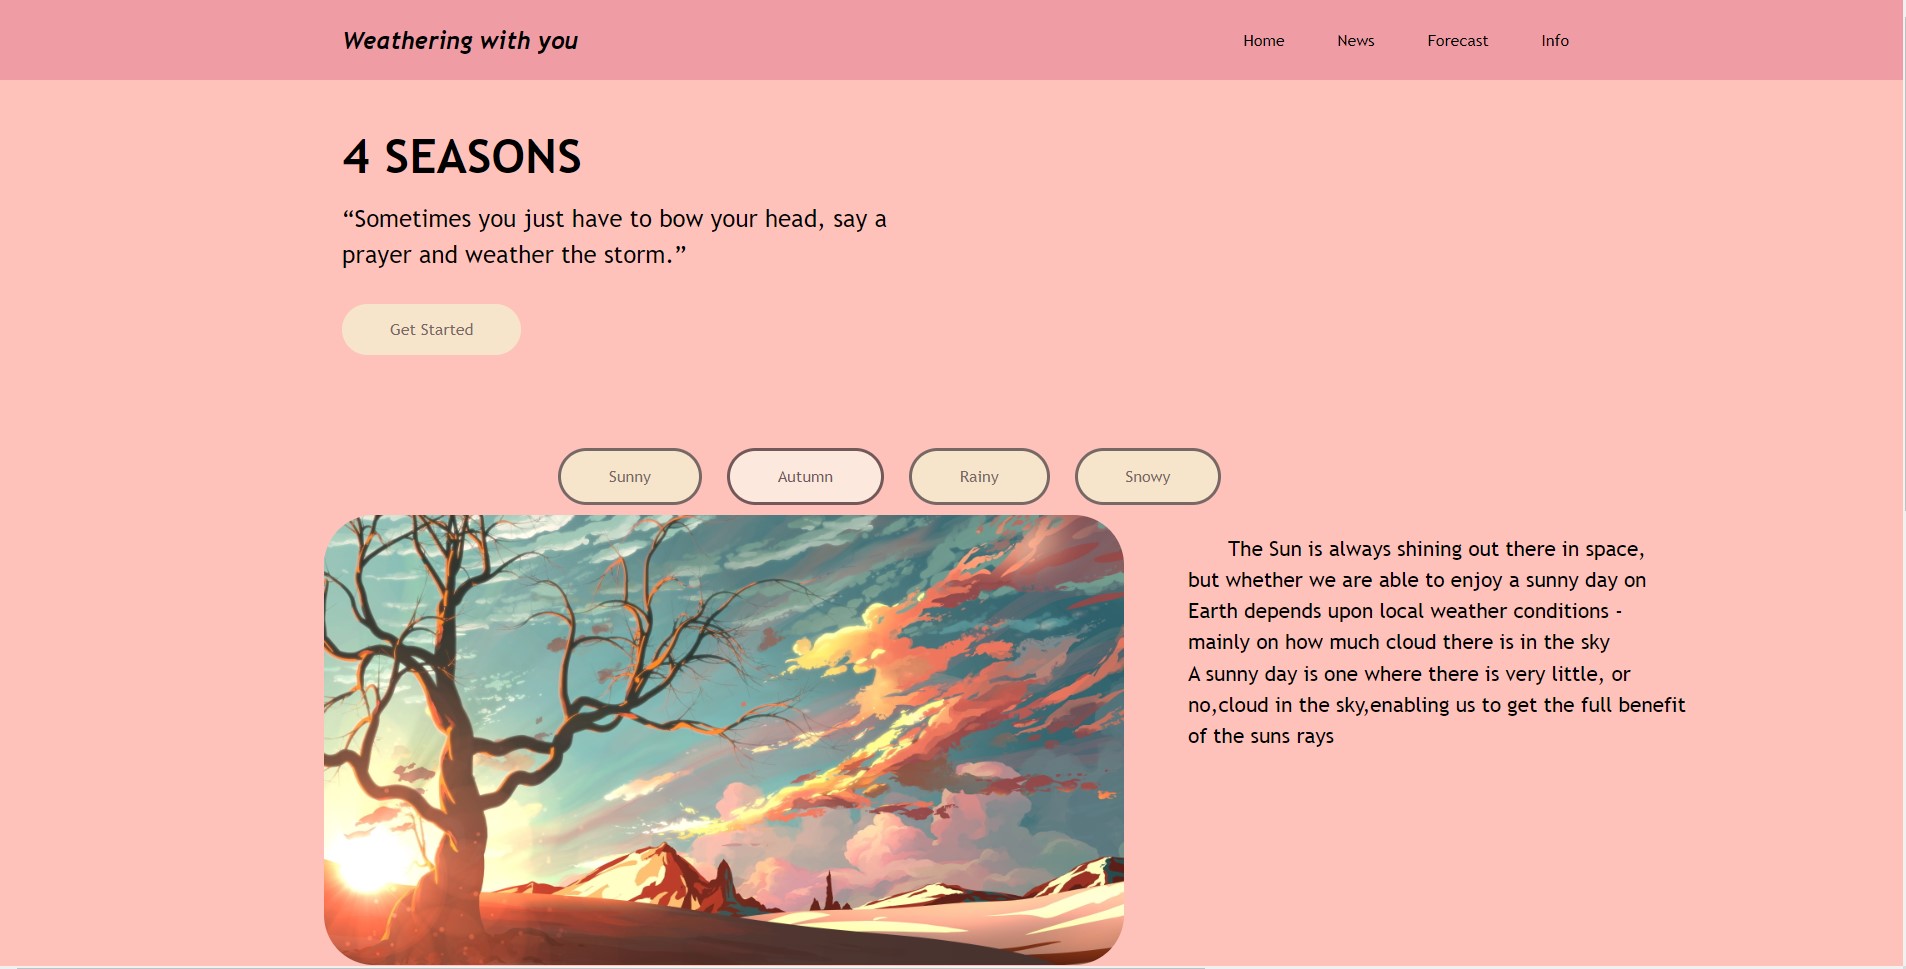 Weathering with you
Home News Forecast Info
4 SEASONS
“Sometimes you just have to bow your head, say a
prayer and weather the storm.”
Get Started
Sunny Autumn Rainy Snowy
The Sun is always shining out there in space,
but whether we are able to enjoy a sunny day on
Earth depends upon local weather conditions -
mainly on how much cloud there is in the sky
A sunny day is one where there is very little, or
no,cloud in the sky,enabling us to get the full benefit
of the suns rays